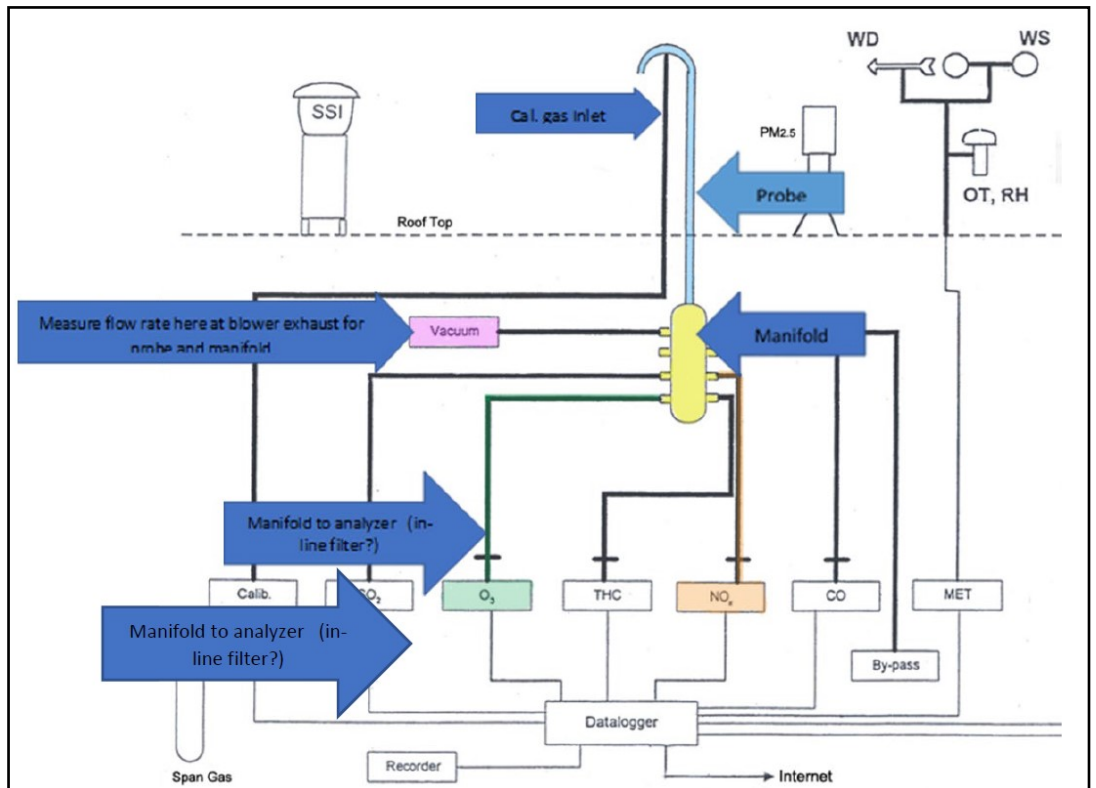 WD
WS
SSI
Cal. gas inlet
PM2.5
Probe
OT, RH
Roof Top
Measure flow rate here at blower exhaust for
probe and manifold
Vacuum
Manifold
Manifold to analyzer (in-
line filter?)
Calib.
SO₂
O₃
THC
NOₓ
CO
MET
Manifold to analyzer (in-
line filter?)
By-pass
Datalogger
Recorder
Internet
Span Gas